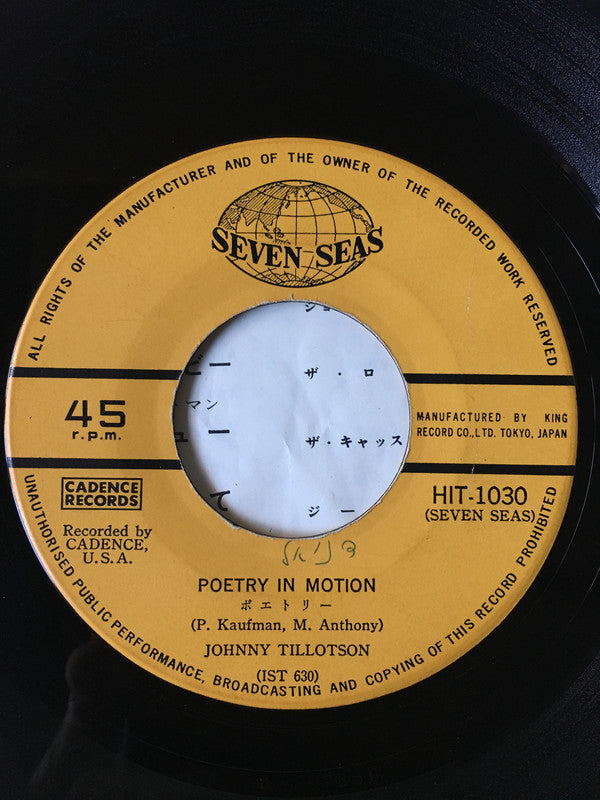 ALL RIGHTS OF THE MANUFACTURER AND OF THE OWNER OF THE RECORDED WORK RESERVED
SEVEN SEAS
ザ・ロ
マン
45
r.p.m.
MANUFACTURED BY KING
RECORD CO.,LTD. TOKYO, JAPAN
ザ・キャッス
CADENCE
RECORDS
HIT-1030
(SEVEN SEAS)
て
ジー
Recorded by
CADENCE,
U.S.A.
POETRY IN MOTION
ポエトリー
(P. Kaufman, M. Anthony)
JOHNNY TILLOTSON
(IST 630)
UNAUTHORISED PUBLIC PERFORMANCE, BROADCASTING AND COPYING OF THIS RECORD PROHIBITED